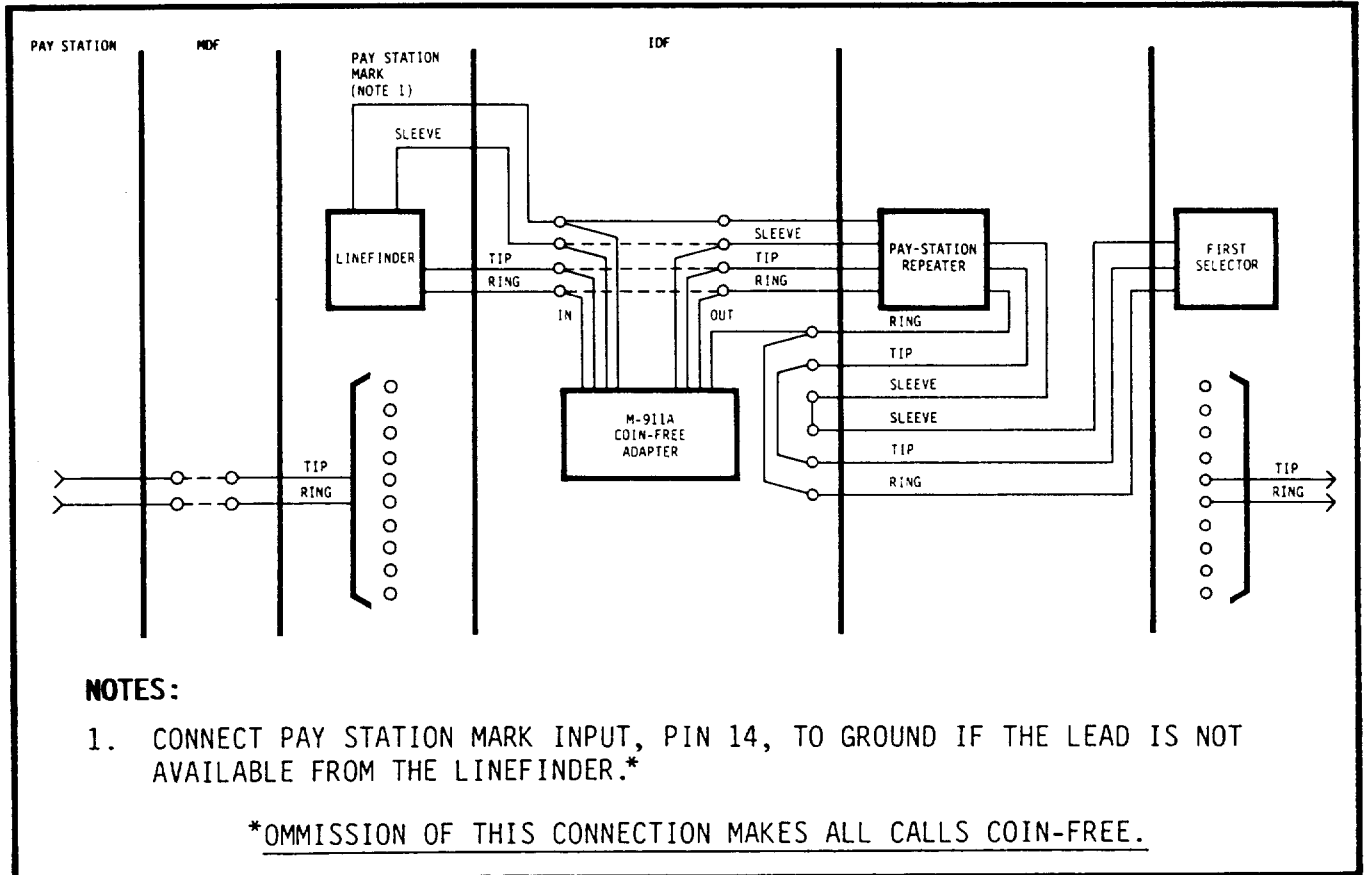 PAY STATION
MDF
IDF
PAY STATION
MARK
(NOTE 1)
SLEEVE
LINEFINDER
TIP
RING
IN
SLEEVE
TIP
RING
OUT
PAY-STATION
REPEATER
FIRST
SELECTOR
RING
TIP
SLEEVE
SLEEVE
TIP
RING
M-911A
COIN-FREE
ADAPTER
TIP
RING
TIP
RING
NOTES:
1. CONNECT PAY STATION MARK INPUT, PIN 14, TO GROUND IF THE LEAD IS NOT
AVAILABLE FROM THE LINEFINDER.*
*OMMISSION OF THIS CONNECTION MAKES ALL CALLS COIN-FREE.